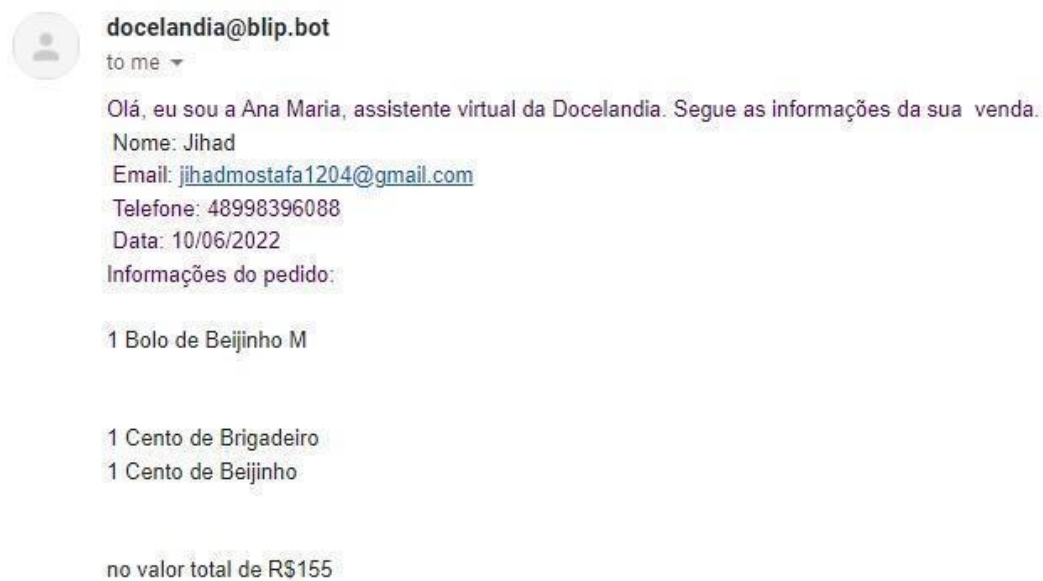 docelandia@blip.bot
to me
Olá, eu sou a Ana Maria, assistente virtual da Docelandia. Segue as informações da sua  venda.
Nome: Jihad
Email: jihadmostafa1204@gmail.com
Telefone: 48998396088
Data: 10/06/2022
Informações do pedido:
1 Bolo de Beijinho M
1 Cento de Brigadeiro
1 Cento de Beijinho
no valor total de R$155